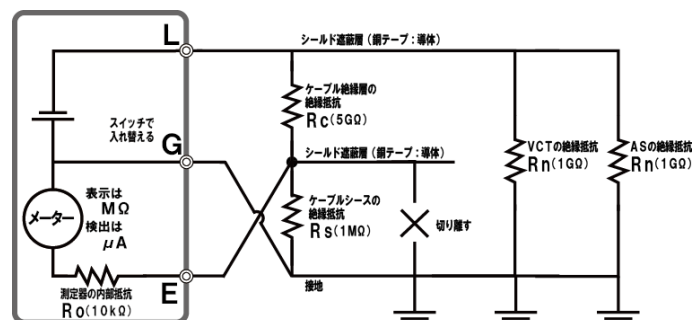 L
シールド遮蔽層（銅テープ：導体）
ケーブル絶縁層の
絶縁抵抗
Rc(5GΩ)
スイッチで
入れ替える
G
シールド遮蔽層（銅テープ：導体）
VCTの絶縁抵抗
Rn(1GΩ)
ASの絶縁抵抗
Rn(1GΩ)
メーター
表示は
MΩ
検出は
μA
ケーブルシースの
絶縁抵抗
Rs(1MΩ)
切り離す
E
接地
測定器の内部抵抗
Ro(10kΩ)